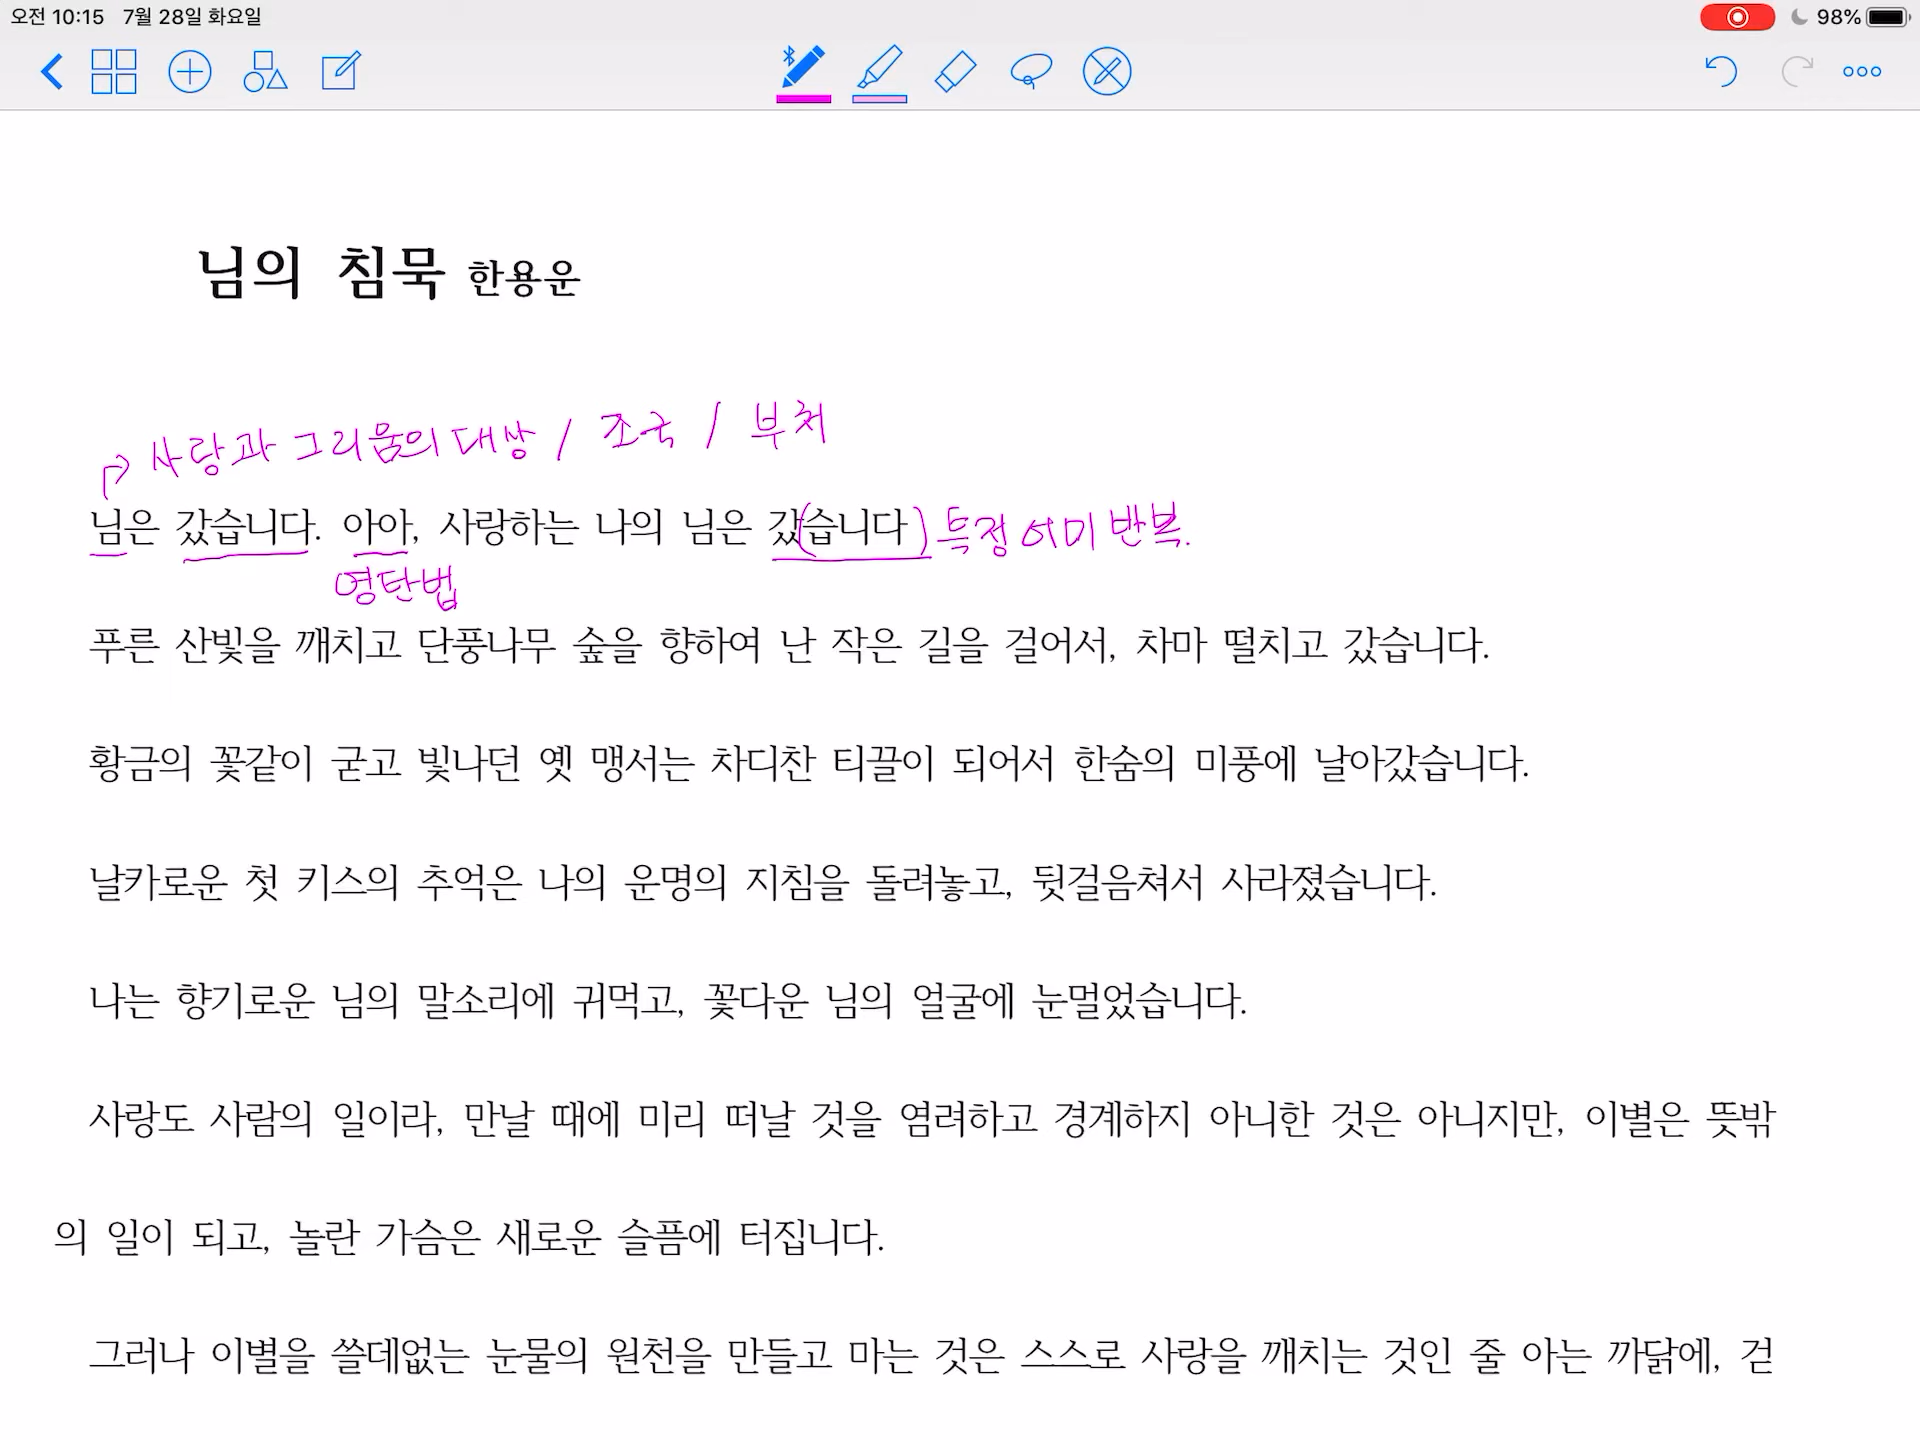 오전 10:15 7월 28일 화요일 98%
님의 침묵 한용운
사랑과 그리움의 대상 / 조국 / 부처
님은 갔습니다. 아아, 사랑하는 나의 님은 갔(습니다) 특정 어미 반복.
영탄법
푸른 산빛을 깨치고 단풍나무 숲을 향하여 난 작은 길을 걸어서, 차마 떨치고 갔습니다.
황금의 꽃같이 굳고 빛나던 옛 맹서는 차디찬 티끌이 되어서 한숨의 미풍에 날아갔습니다.
날카로운 첫 키스의 추억은 나의 운명의 지침을 돌려놓고, 뒷걸음쳐서 사라졌습니다.
나는 향기로운 님의 말소리에 귀먹고, 꽃다운 님의 얼굴에 눈멀었습니다.
사랑도 사람의 일이라, 만날 때에 미리 떠날 것을 염려하고 경계하지 아니한 것은 아니지만, 이별은 뜻밖
의 일이 되고, 놀란 가슴은 새로운 슬픔에 터집니다.
그러나 이별을 쓸데없는 눈물의 원천을 만들고 마는 것은 스스로 사랑을 깨치는 것인 줄 아는 까닭에, 걷